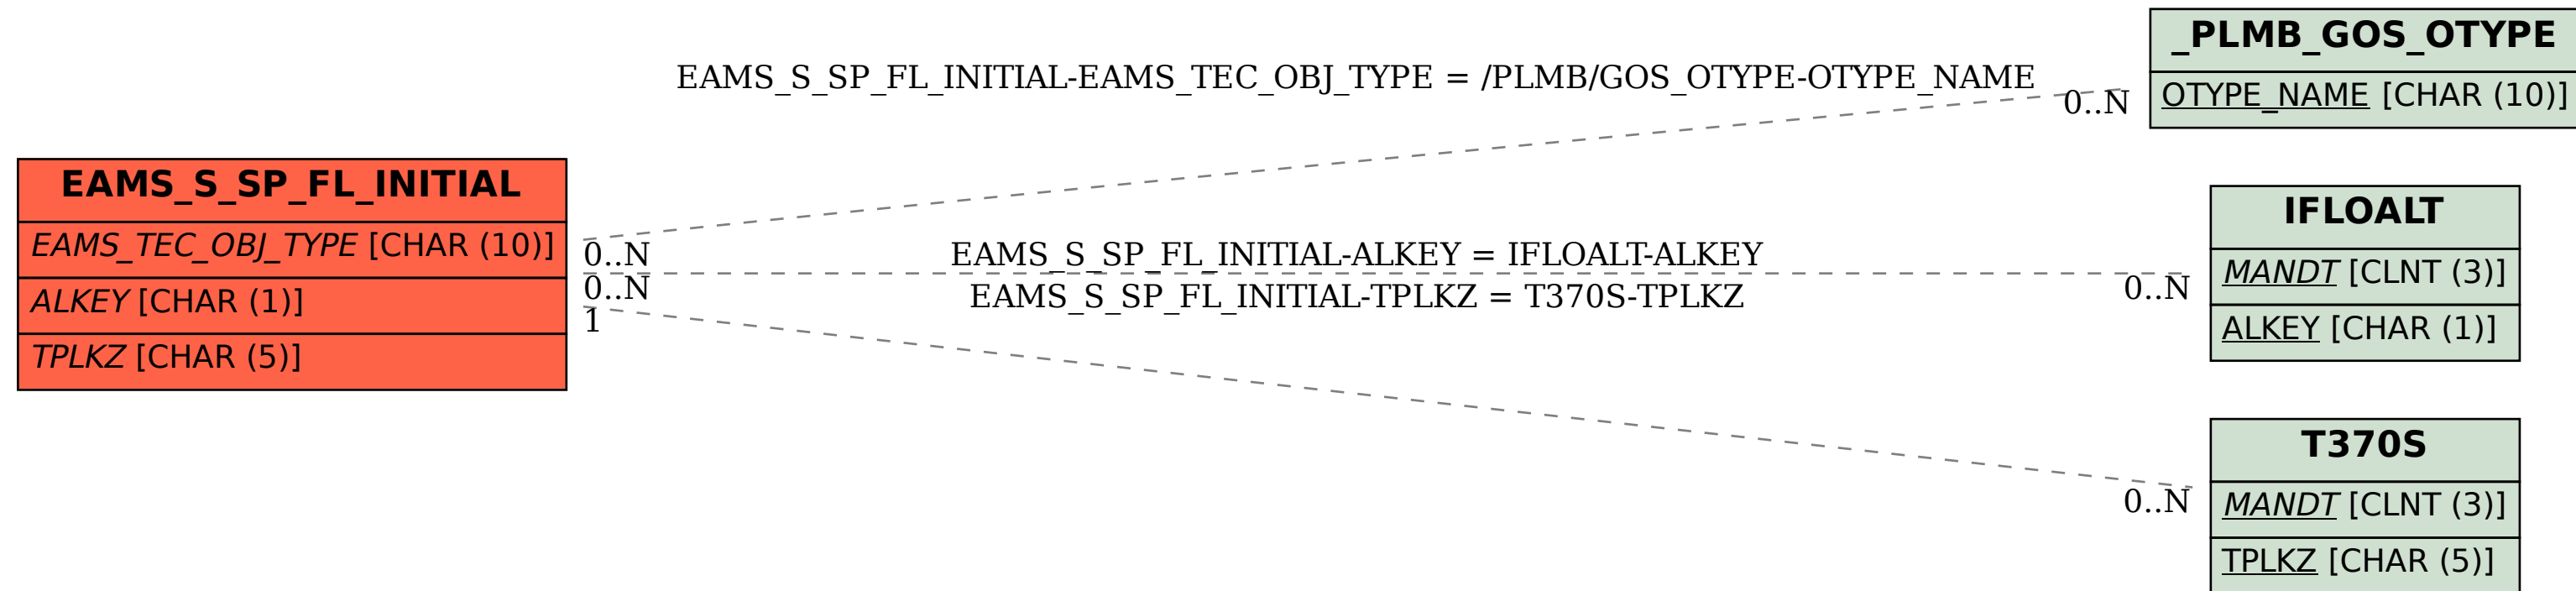 _PLMB_GOS_OTYPE
OTYPE_NAME [CHAR (10)]
EAMS_S_SP_FL_INITIAL-EAMS_TEC_OBJ_TYPE = /PLMB/GOS_OTYPE-OTYPE_NAME
0..N
EAMS_S_SP_FL_INITIAL
EAMS_TEC_OBJ_TYPE [CHAR (10)]
ALKEY [CHAR (1)]
TPLKZ [CHAR (5)]
0..N
0..N
1
EAMS_S_SP_FL_INITIAL-ALKEY = IFLOALT-ALKEY
EAMS_S_SP_FL_INITIAL-TPLKZ = T370S-TPLKZ
0..N
IFLOALT
MANDT [CLNT (3)]
ALKEY [CHAR (1)]
0..N
T370S
MANDT [CLNT (3)]
TPLKZ [CHAR (5)]